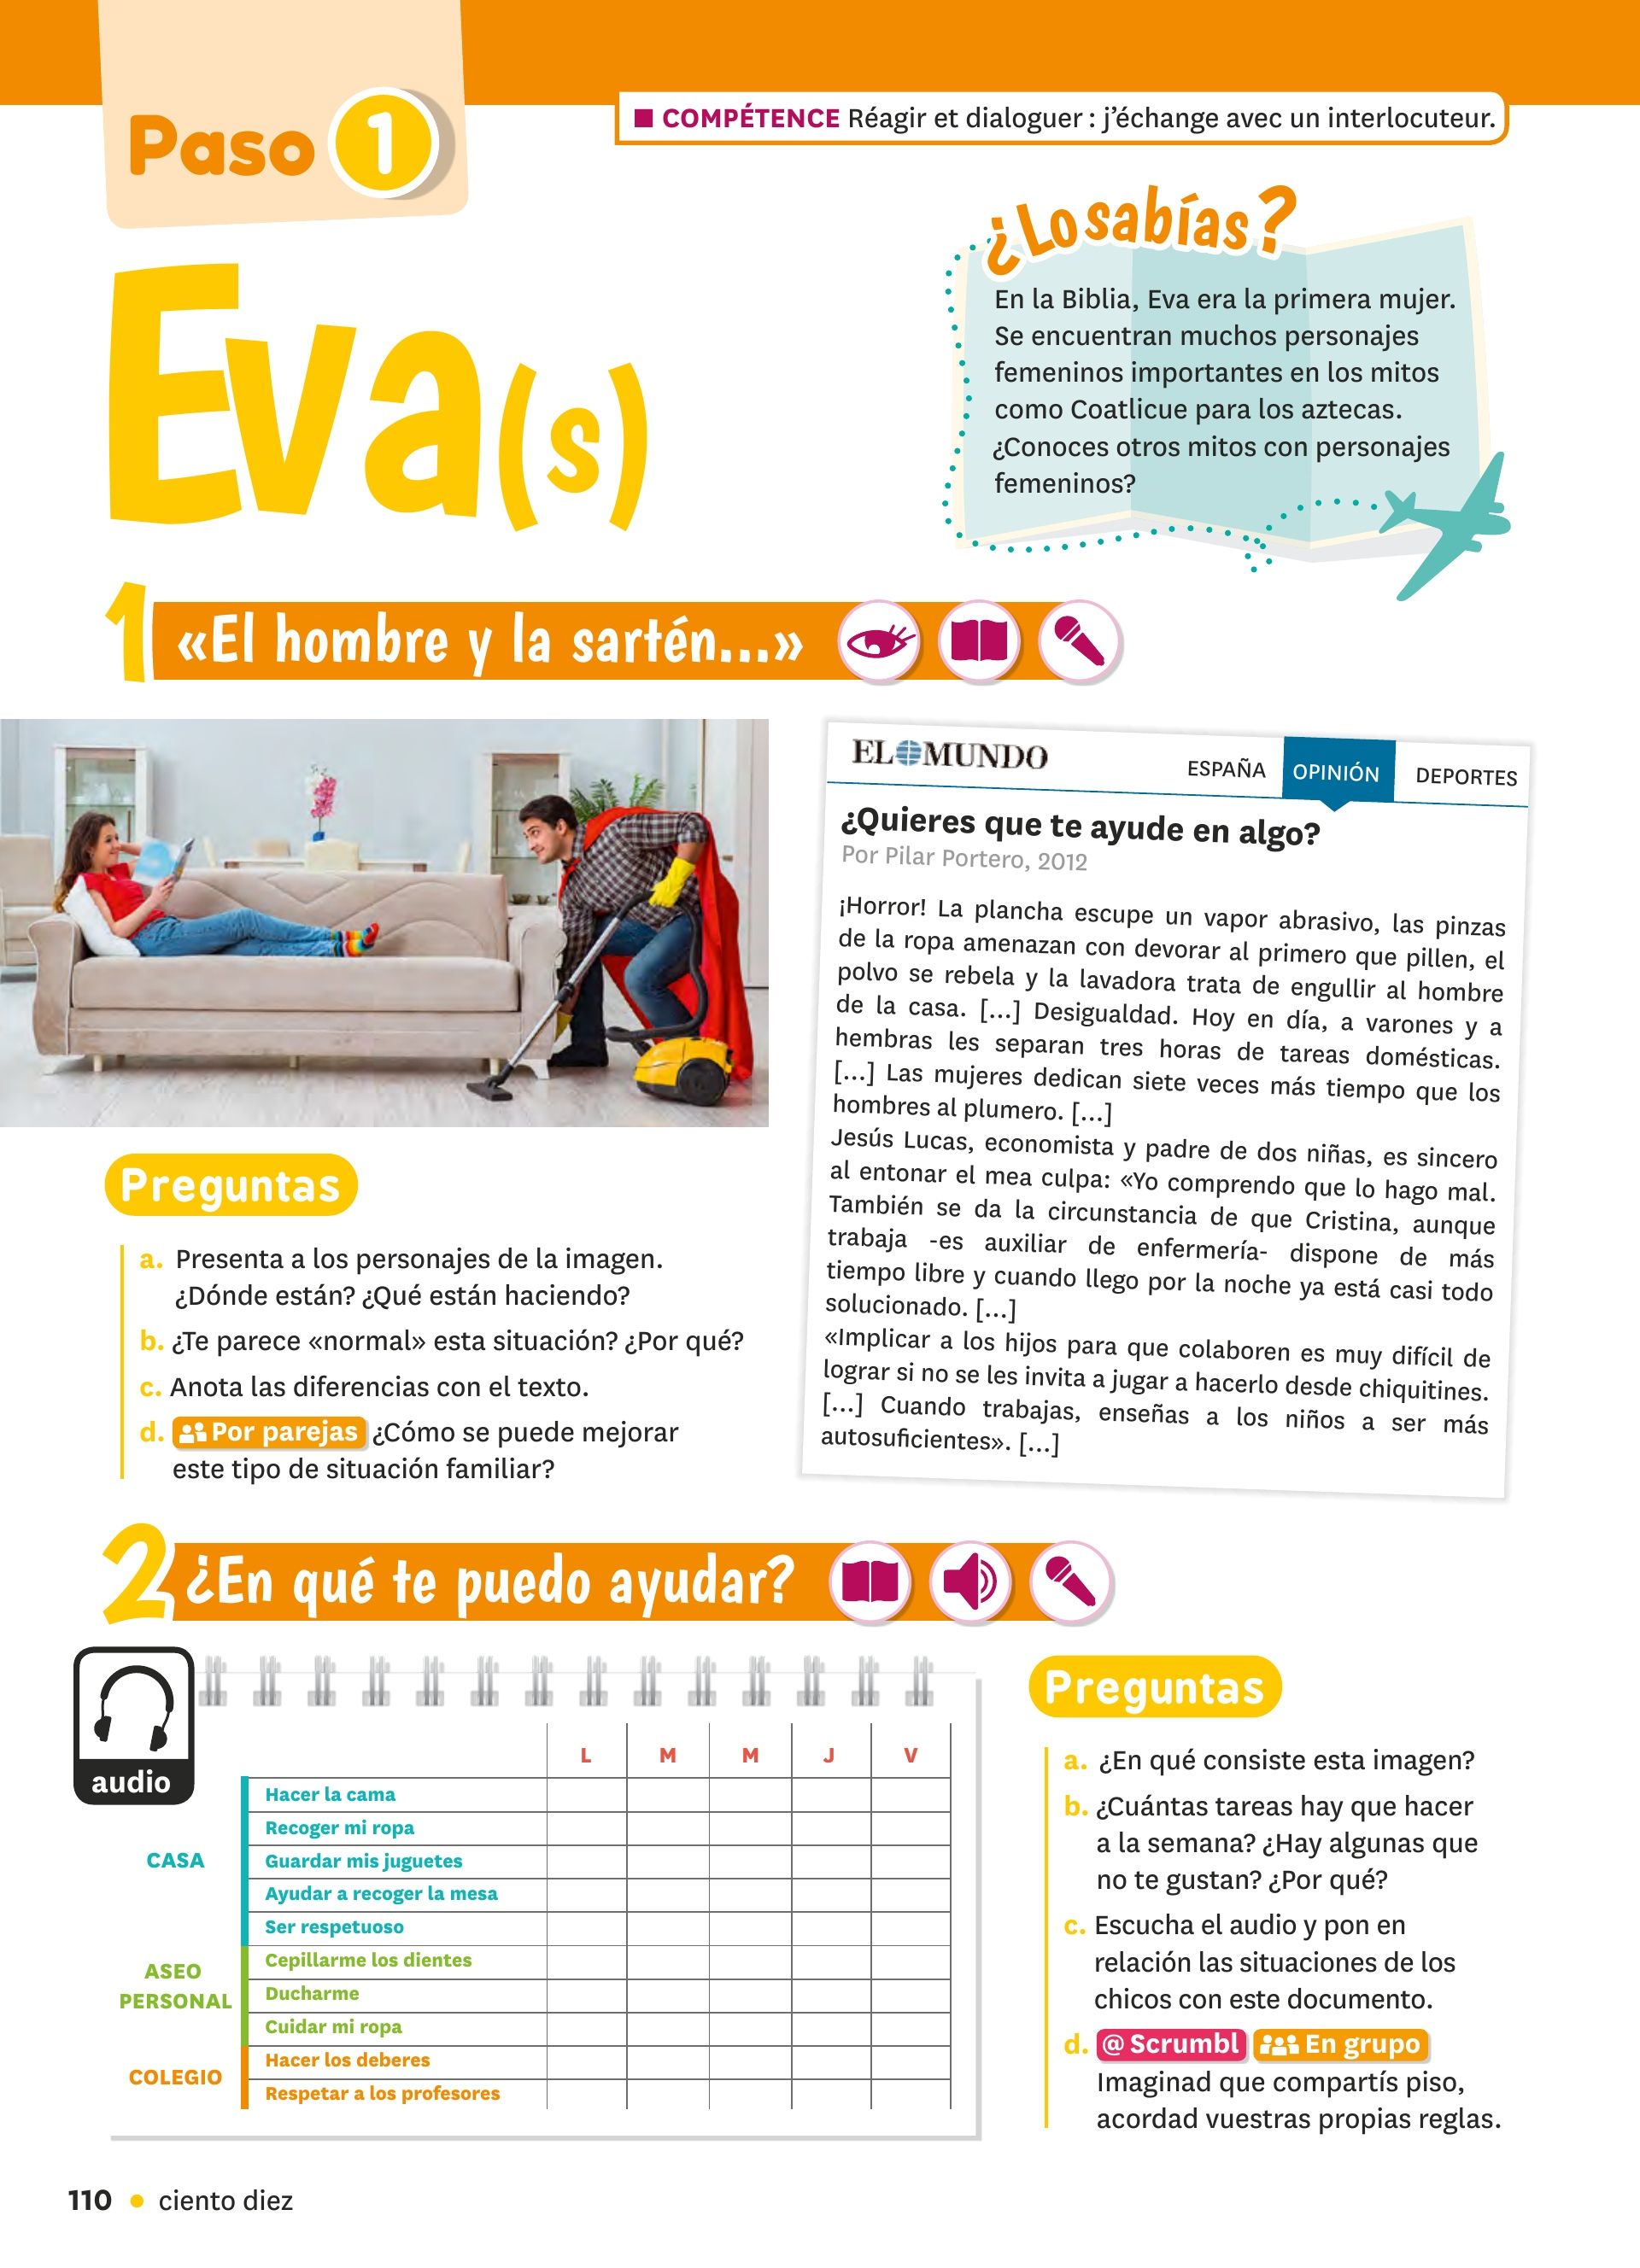 Paso 1
■ COMPÉTENCE Réagir et dialoguer : j'échange avec un interlocuteur.
Eva(s)
¿Lo sabías?
En la Biblia, Eva era la primera mujer.
Se encuentran muchos personajes
femeninos importantes en los mitos
como Coatlicue para los aztecas.
¿Conoces otros mitos con personajes
femeninos?
1 «El hombre y la sartén...»
EL MUNDO
ESPAÑA OPINIÓN DEPORTES
¿Quieres que te ayude en algo?
Por Pilar Portero, 2012
¡Horror! La plancha escupe un vapor abrasivo, las pinzas
de la ropa amenazan con devorar al primero que pillen, el
polvo se rebela y la lavadora trata de engullir al hombre
de la casa. [...] Desigualdad. Hoy en día, a varones y a
hembras les separan tres horas de tareas domésticas.
[...] Las mujeres dedican siete veces más tiempo que los
hombres al plumero. [...]
Jesús Lucas, economista y padre de dos niñas, es sincero
al entonar el mea culpa: «Yo comprendo que lo hago mal.
También se da la circunstancia de que Cristina, aunque
trabaja -es auxiliar de enfermería- dispone de más
tiempo libre y cuando llego por la noche ya está casi todo
solucionado. [...]
«Implicar a los hijos para que colaboren es muy difícil de
lograr si no se les invita a jugar a hacerlo desde chiquitines.
[...] Cuando trabajas, enseñas a los niños a ser más
autosuficientes». [...]
Preguntas
a. Presenta a los personajes de la imagen.
¿Dónde están? ¿Qué están haciendo?
b. ¿Te parece «normal» esta situación? ¿Por qué?
c. Anota las diferencias con el texto.
d. Por parejas ¿Cómo se puede mejorar
este tipo de situación familiar?
2 ¿En qué te puedo ayudar?
audio
L M M J V
CASA
Hacer la cama
Recoger mi ropa
Guardar mis juguetes
Ayudar a recoger la mesa
Ser respetuoso
ASEO
PERSONAL
Cepillarme los dientes
Ducharme
Cuidar mi ropa
COLEGIO
Hacer los deberes
Respetar a los profesores
Preguntas
a. ¿En qué consiste esta imagen?
b. ¿Cuántas tareas hay que hacer
a la semana? ¿Hay algunas que
no te gustan? ¿Por qué?
c. Escucha el audio y pon en
relación las situaciones de los
chicos con este documento.
d. @ Scrumbl En grupo
Imaginad que compartís piso,
acordad vuestras propias reglas.
110 • ciento diez